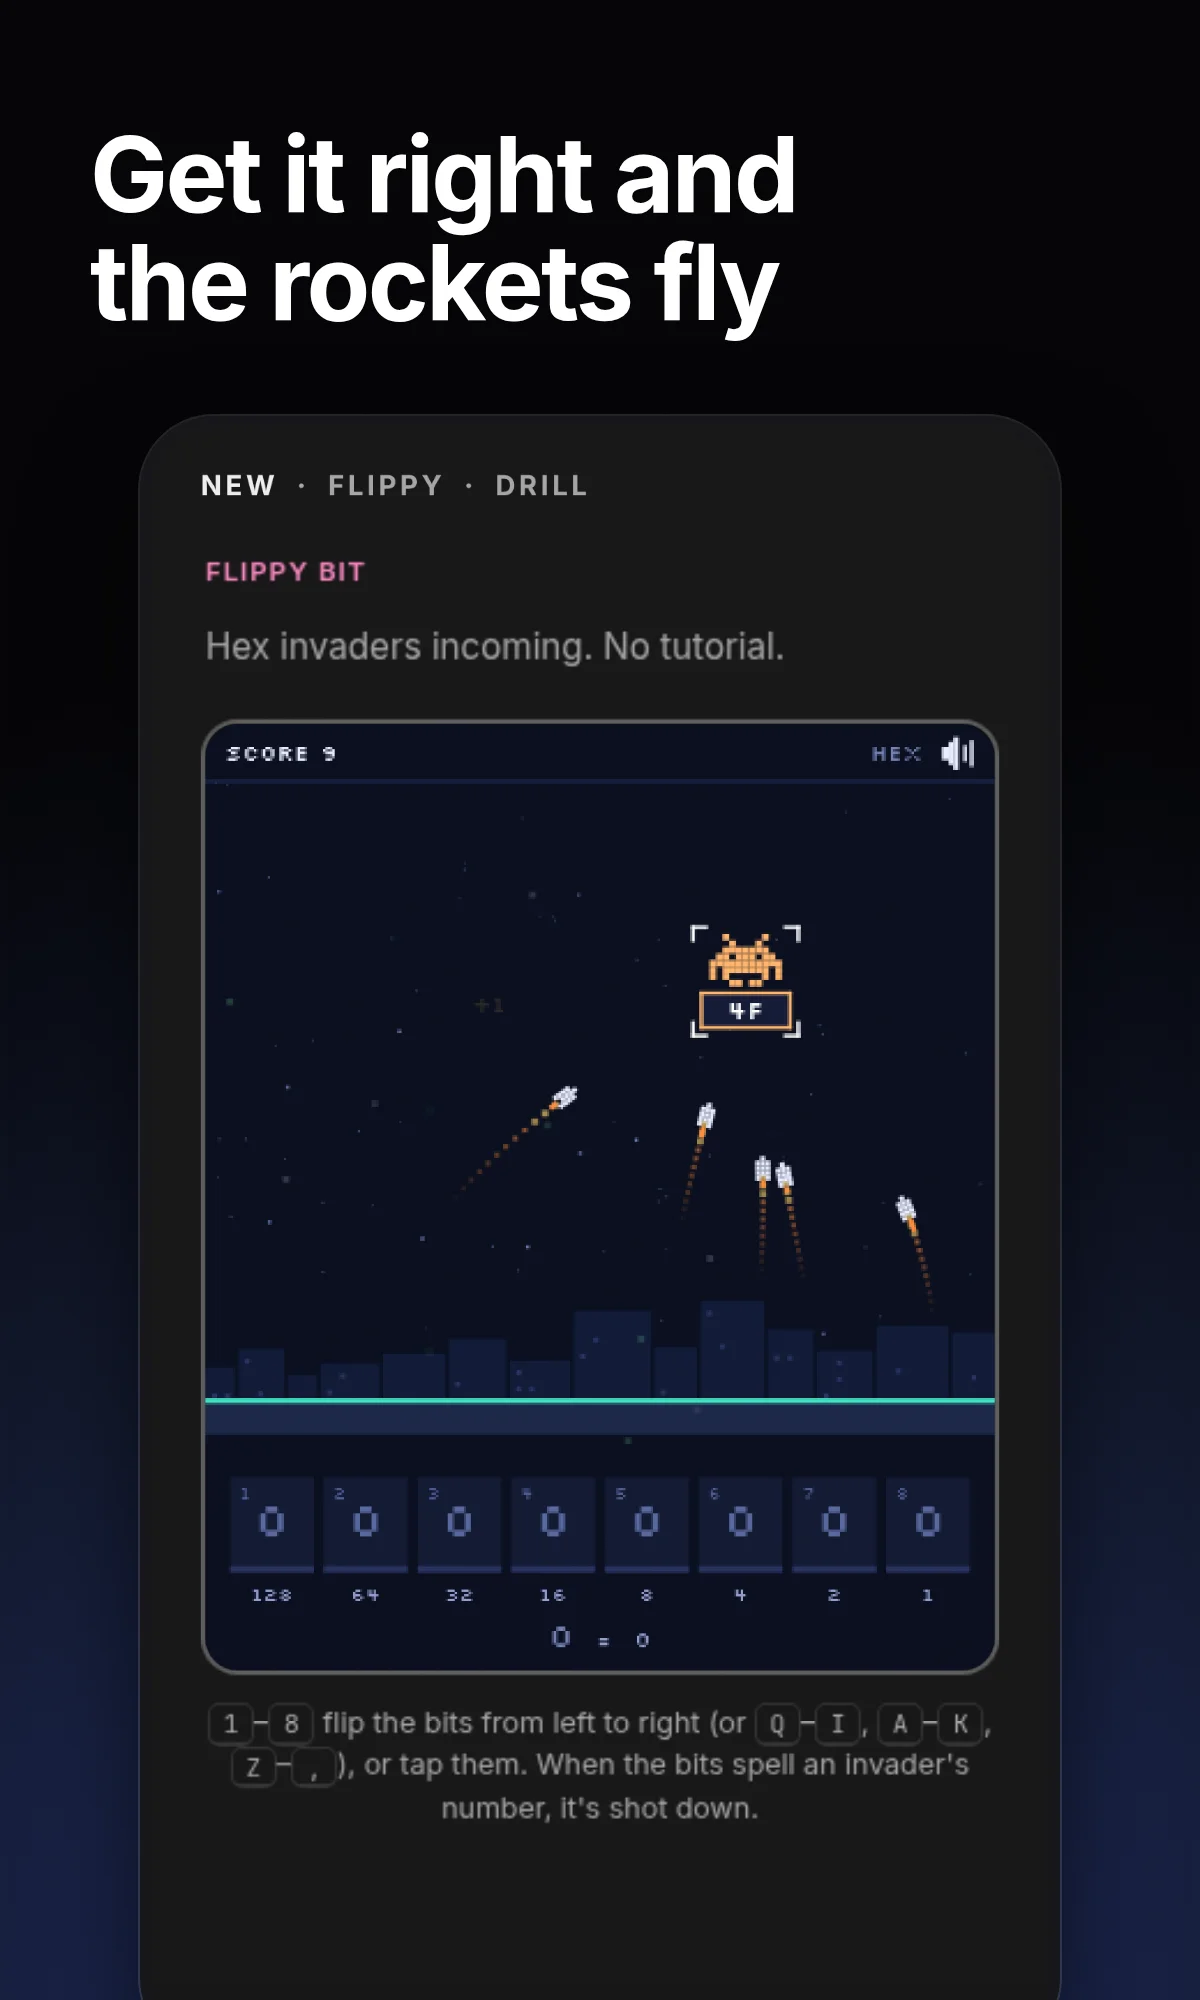 Get it right and
the rockets fly
NEW · FLIPPY · DRILL
FLIPPY BIT
Hex invaders incoming. No tutorial.
SCORE 9 HEX
+1
4F
1 2 3 4 5 6 7 8
0 0 0 0 0 0 0 0
128 64 32 16 8 4 2 1
0 = 0
1–8 flip the bits from left to right (or Q–I, A–K,
Z–,), or tap them. When the bits spell an invader's
number, it's shot down.